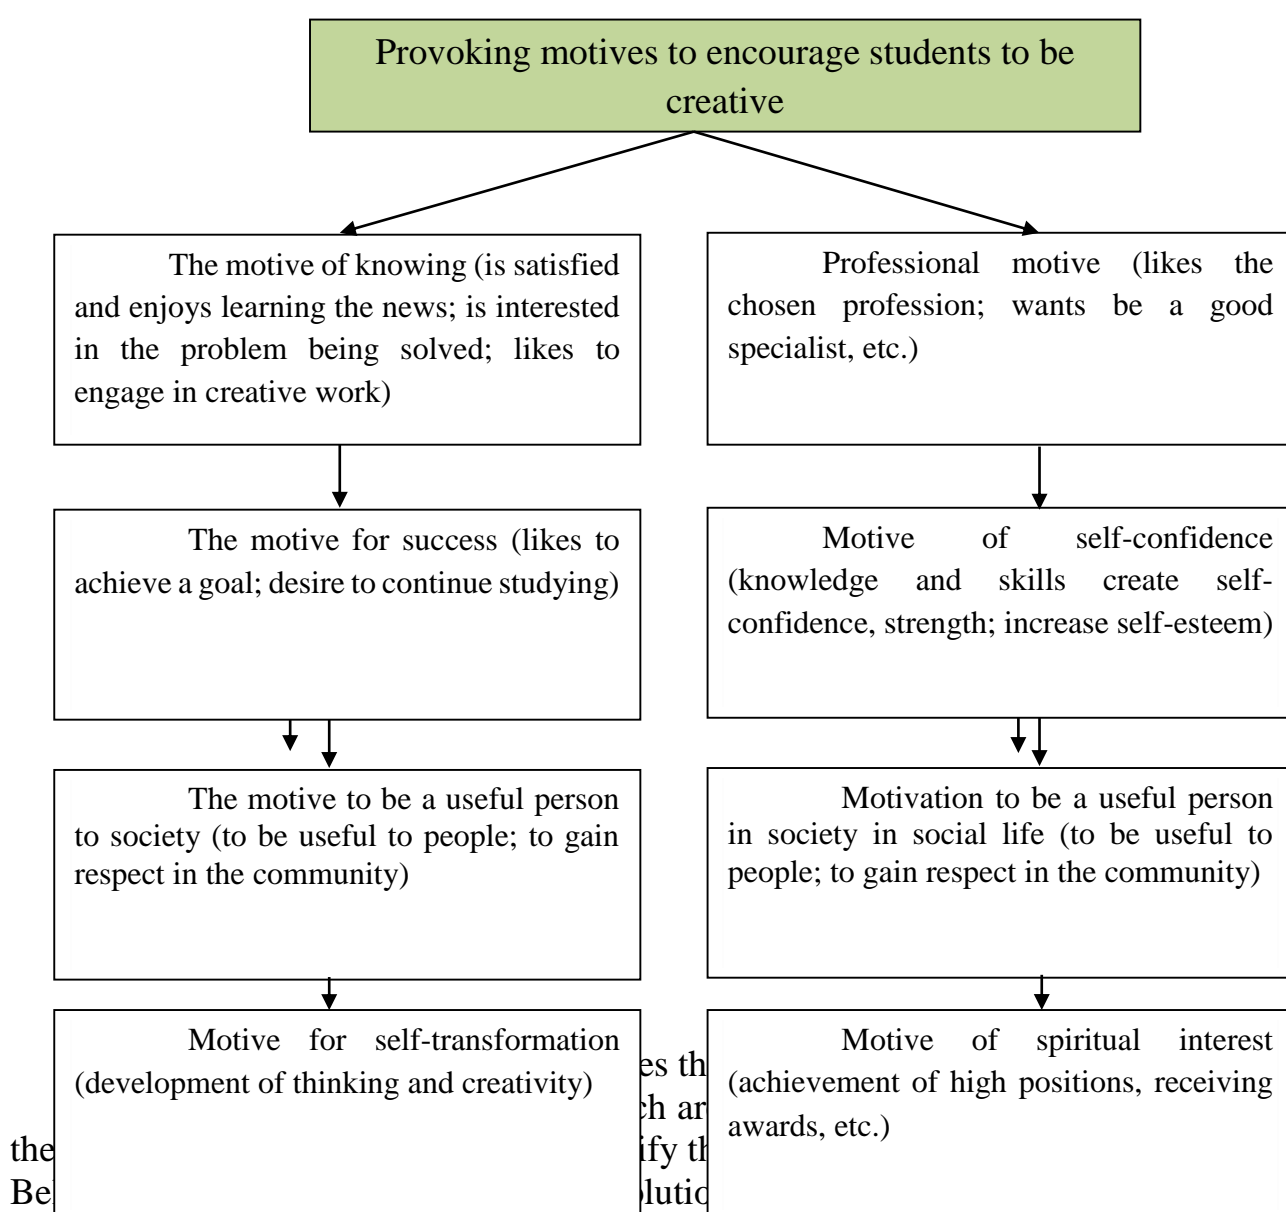 Provoking motives to encourage students to be
creative
The motive of knowing (is satisfied
and enjoys learning the news; is interested
in the problem being solved; likes to
engage in creative work)
Professional motive (likes the
chosen profession; wants be a good
specialist, etc.)
The motive for success (likes to
achieve a goal; desire to continue studying)
Motive of self-confidence
(knowledge and skills create self-
confidence, strength; increase self-esteem)
The motive to be a useful person
to society (to be useful to people; to gain
respect in the community)
Motivation to be a useful person
in society in social life (to be useful to
people; to gain respect in the community)
Motive for self-transformation
(development of thinking and creativity)
Motive of spiritual interest
(achievement of high positions, receiving
awards, etc.)
the